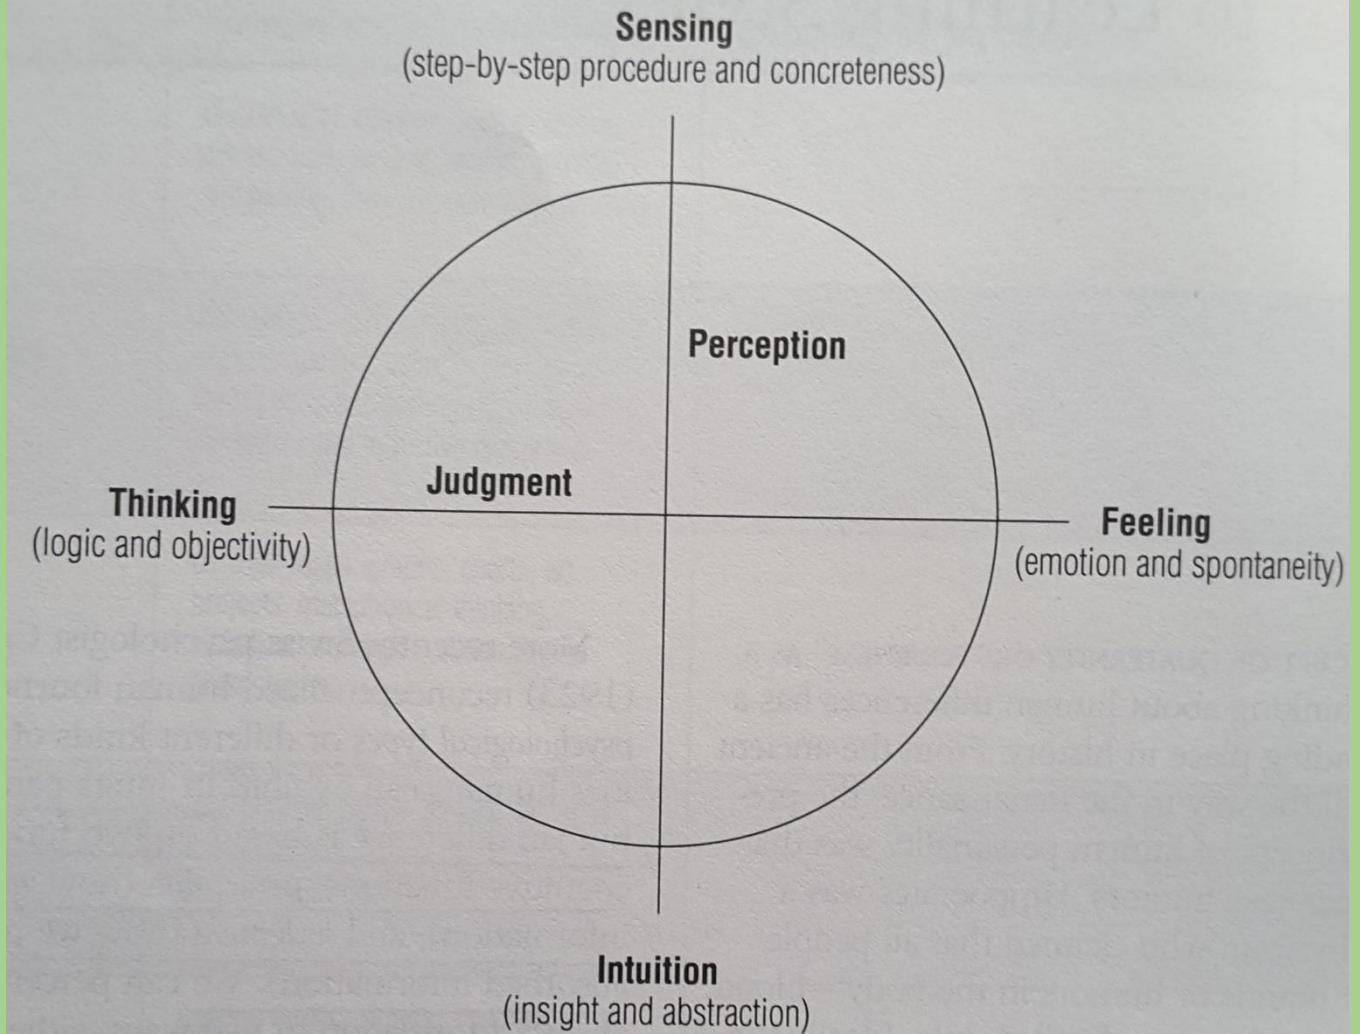 Sensing
(step-by-step procedure and concreteness)
Perception
Judgment
Thinking
(logic and objectivity)
Feeling
(emotion and spontaneity)
Intuition
(insight and abstraction)